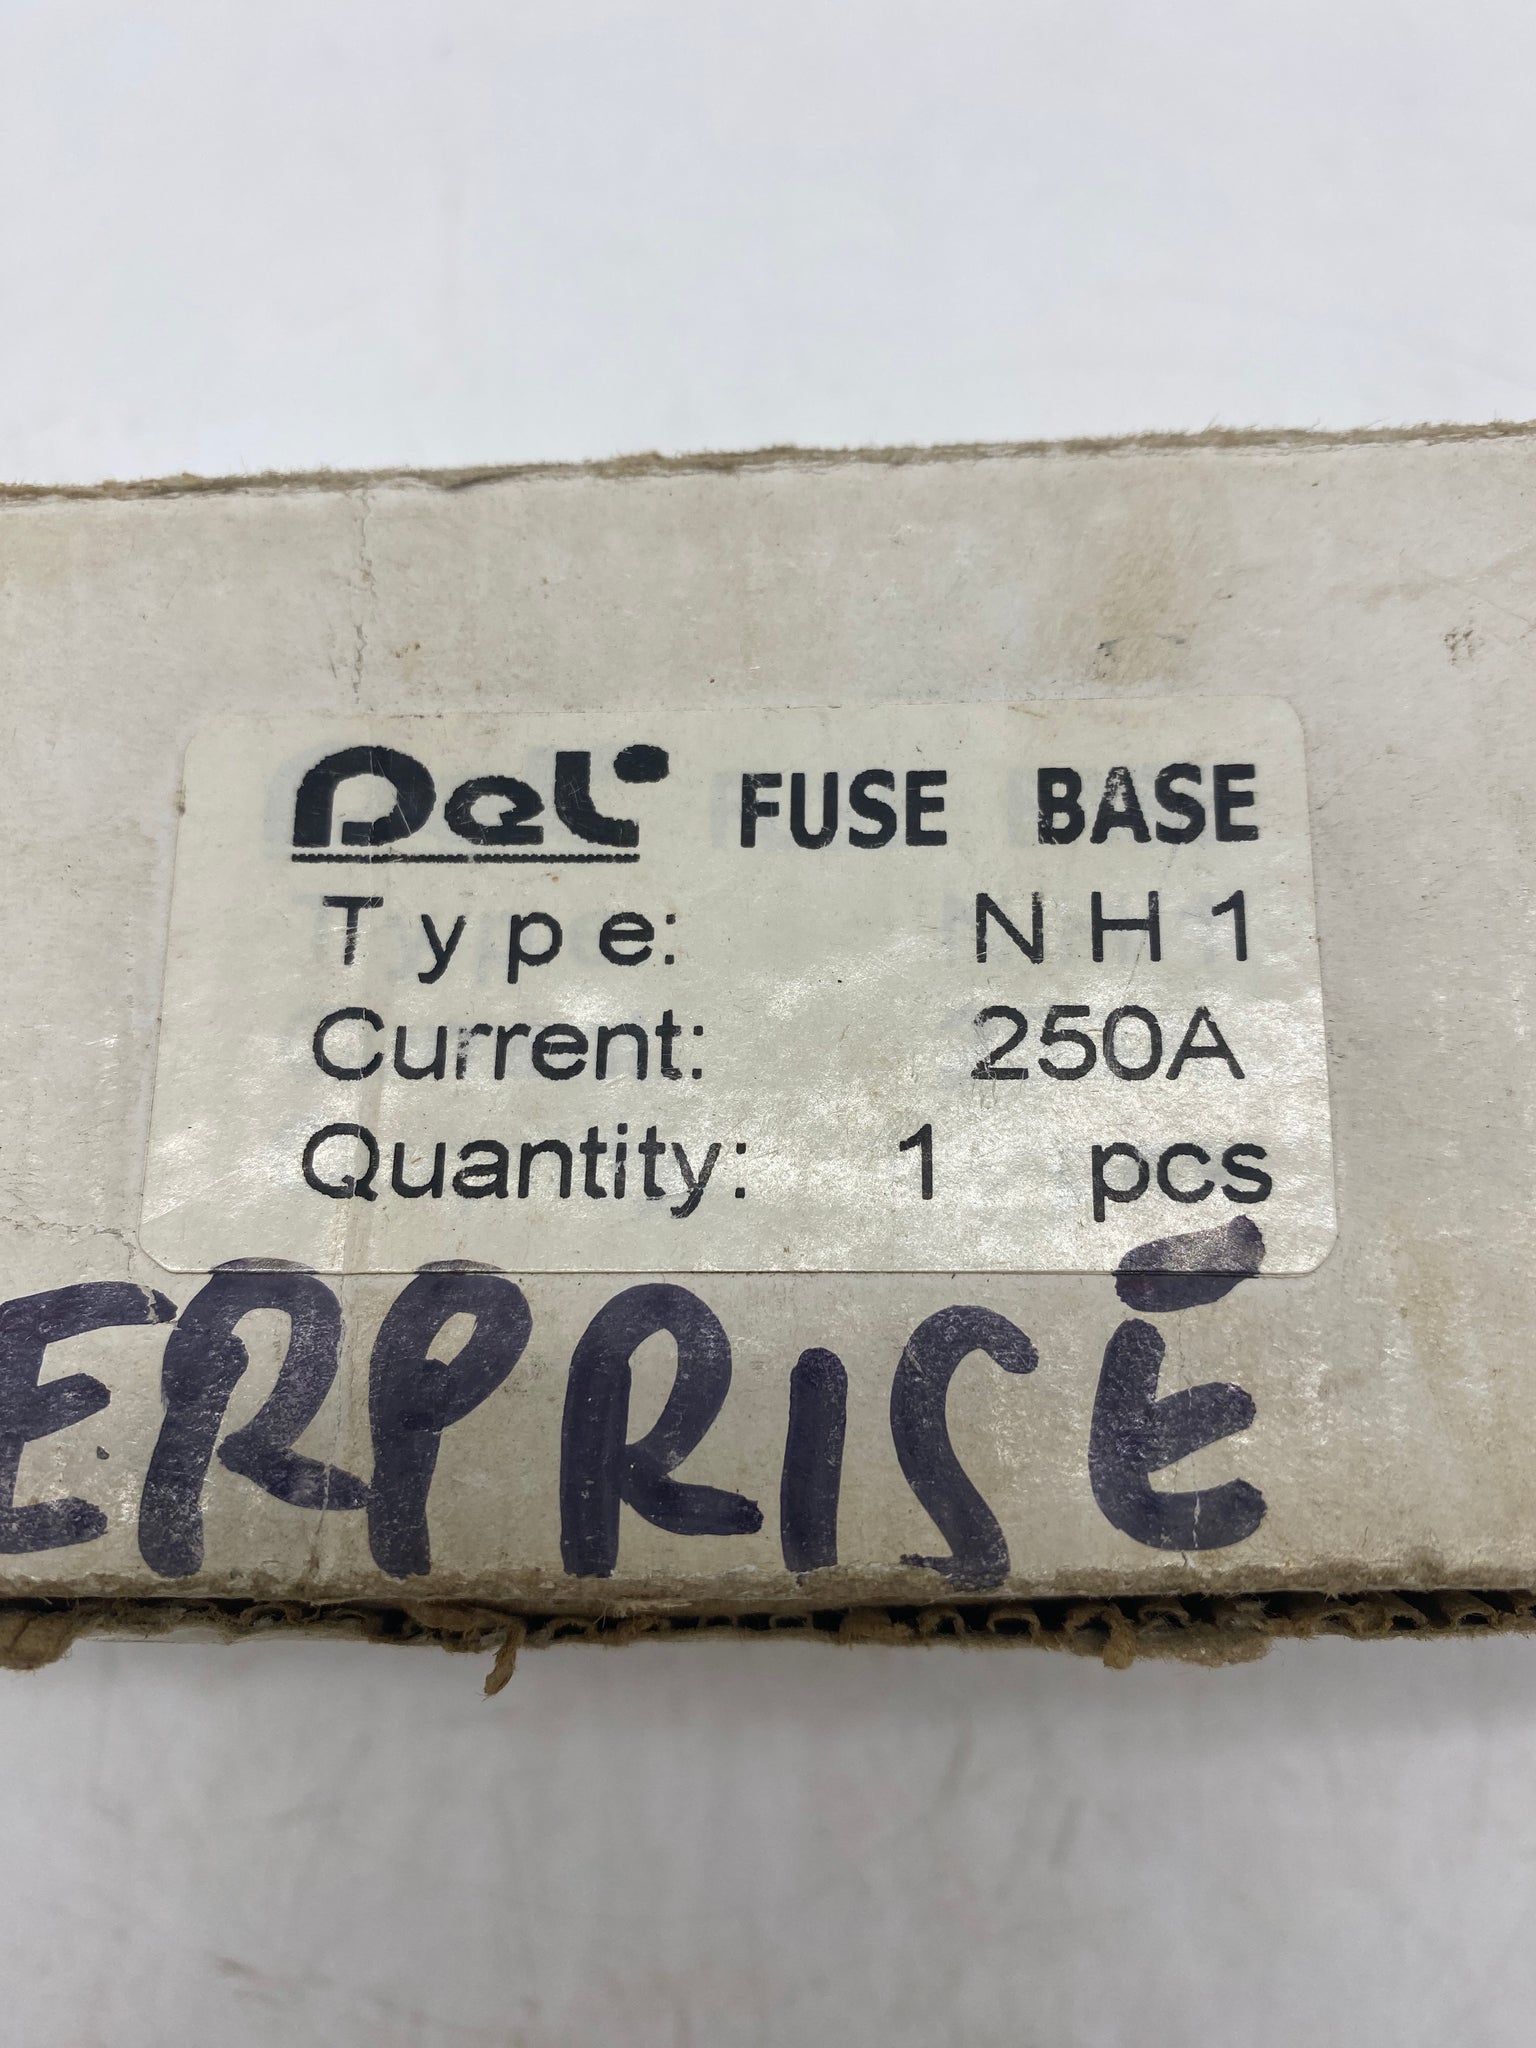 Del FUSE BASE
Type: NH1
Current: 250A
Quantity: 1 pcs
ERPRISE